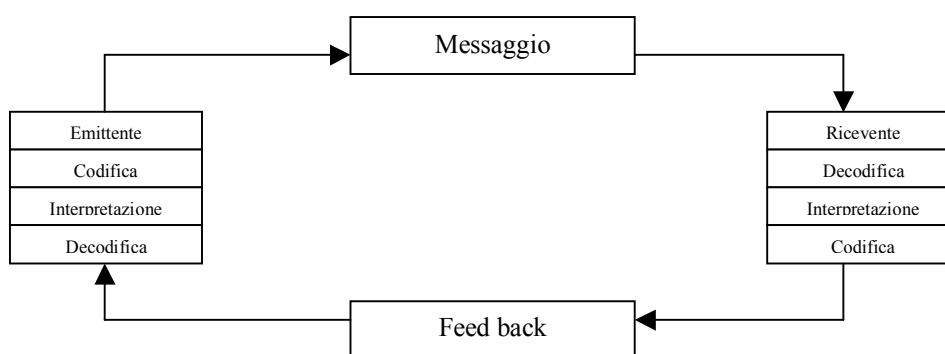 Messaggio
Emittente
Codifica
Interpretazione
Decodifica
Ricevente
Decodifica
Interpretazione
Codifica
Feed back